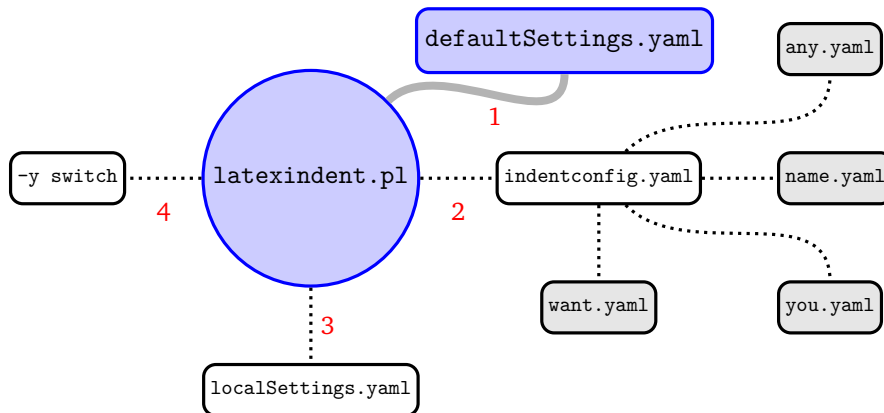 defaultSettings.yaml
any.yaml
1
-y switch
latexindent.pl
indentconfig.yaml
name.yaml
4
2
want.yaml
you.yaml
3
localSettings.yaml